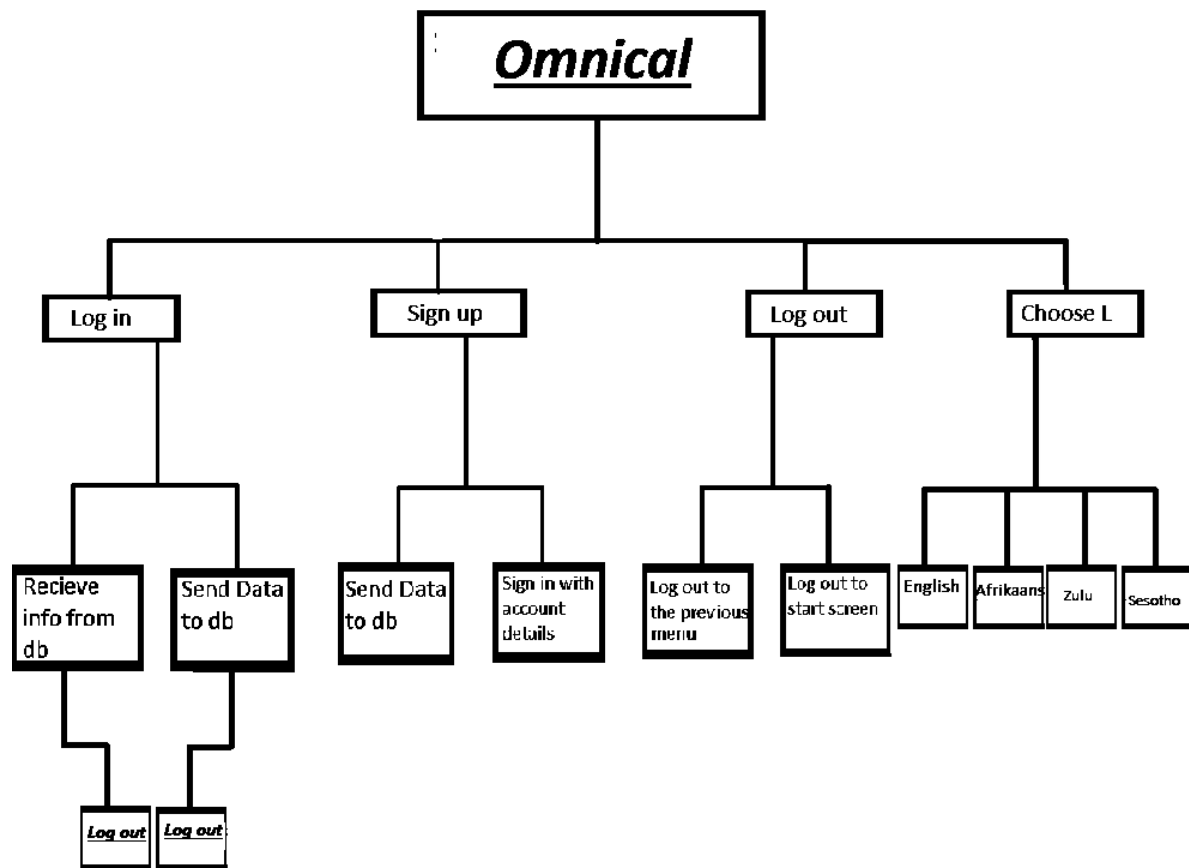 Omnical
Log in
Sign up
Log out
Choose L
Recieve
info from
db
Send Data
to db
Send Data
to db
Sign in with
account
details
Log out to
the previous
menu
Log out to
start screen
English
Afrikaans
Zulu
Sesotho
Log out
Log out